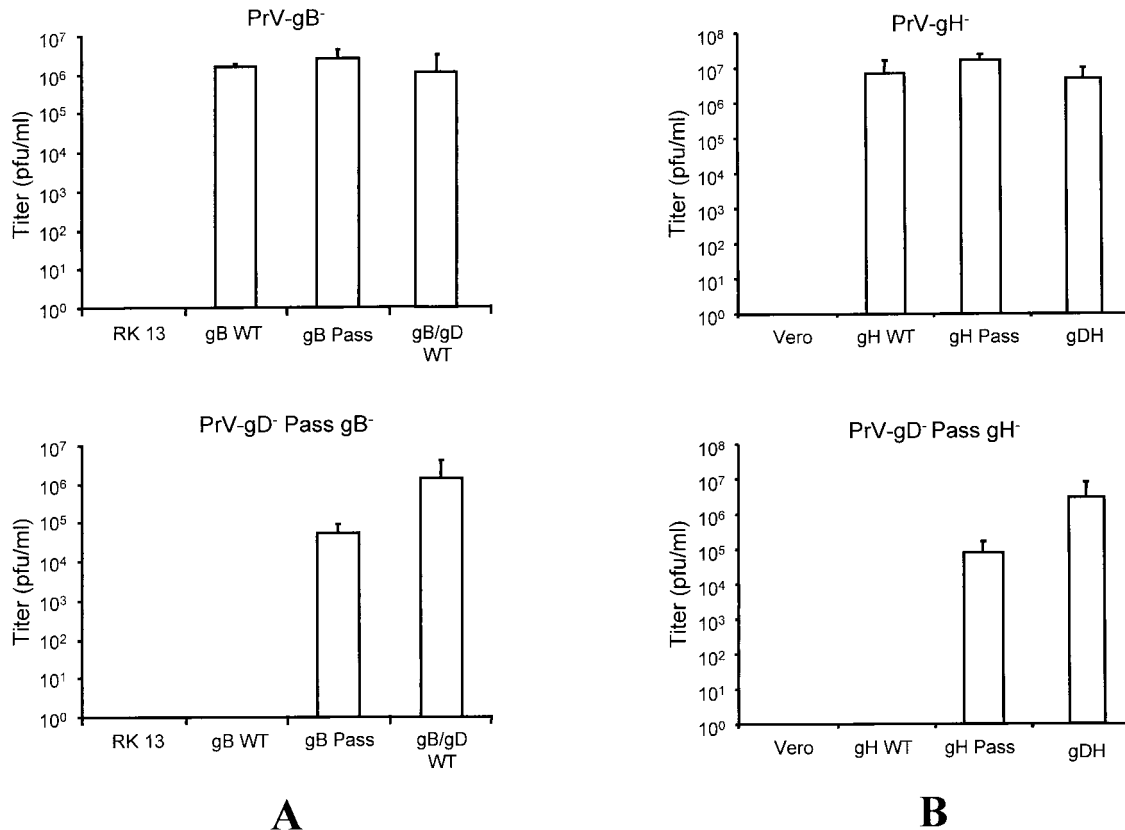 PrV-gB⁻
10⁷
10⁶
10⁵
10⁴
10³
10²
10¹
10⁰
Titer (pfu/ml)
RK 13 gB WT gB Pass gB/gD
WT
PrV-gD⁻ Pass gB⁻
10⁷
10⁶
10⁵
10⁴
10³
10²
10¹
10⁰
Titer (pfu/ml)
RK 13 gB WT gB Pass gB/gD
WT
A
PrV-gH⁻
10⁸
10⁷
10⁶
10⁵
10⁴
10³
10²
10¹
10⁰
Titer (pfu/ml)
Vero gH WT gH Pass gDH
PrV-gD⁻ Pass gH⁻
10⁸
10⁷
10⁶
10⁵
10⁴
10³
10²
10¹
10⁰
Titer (pfu/ml)
Vero gH WT gH Pass gDH
B